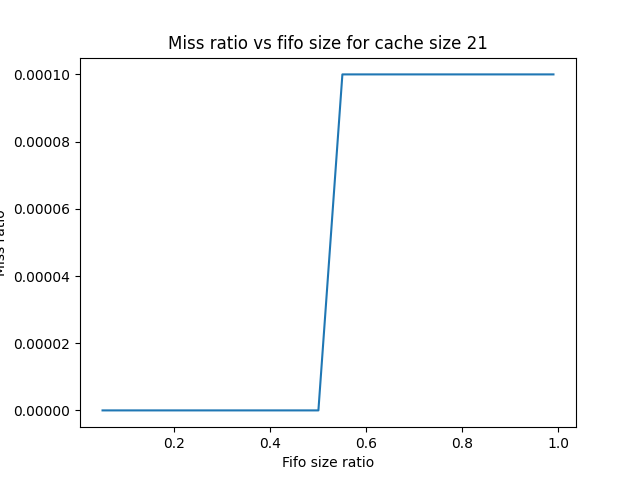 Miss ratio vs fifo size for cache size 21
0.00010
0.00008
0.00006
0.00004
0.00002
0.00000
Miss ratio
0.2 0.4 0.6 0.8 1.0
Fifo size ratio